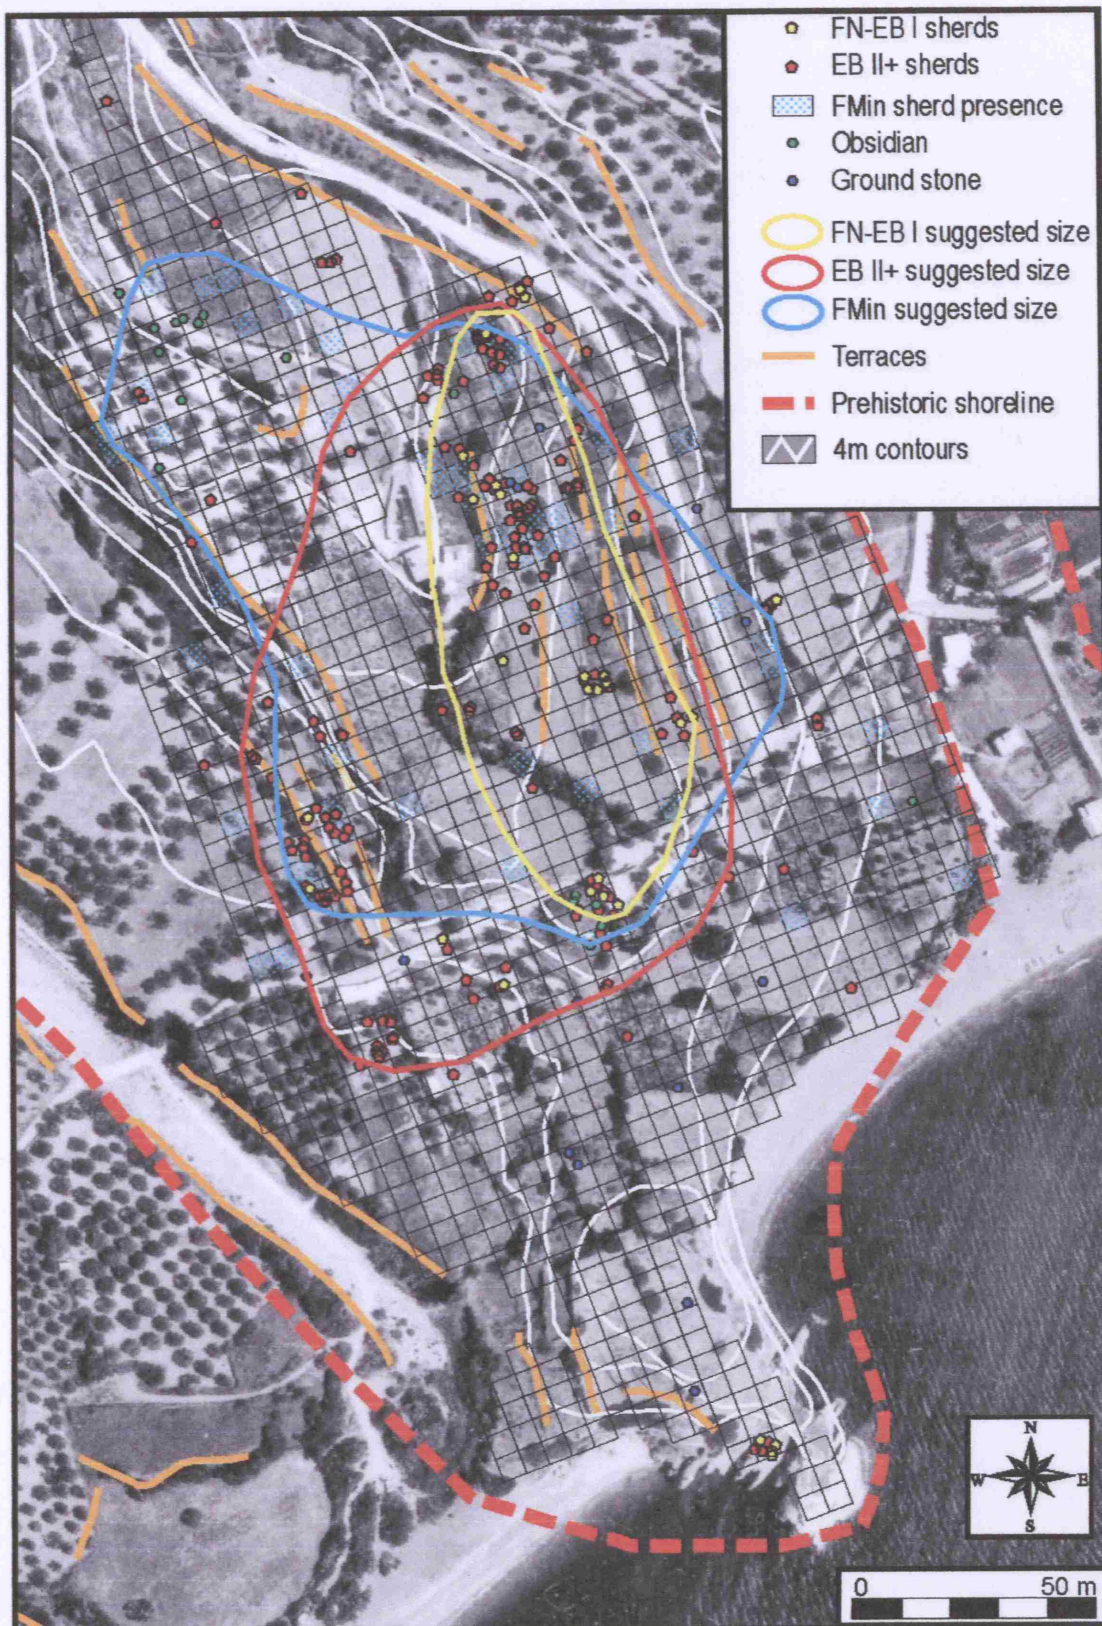 FN-EB I sherds
EB II+ sherds
FMin sherd presence
Obsidian
Ground stone
FN-EB I suggested size
EB II+ suggested size
FMin suggested size
Terraces
Prehistoric shoreline
4m contours
N
W E
S
0 50 m